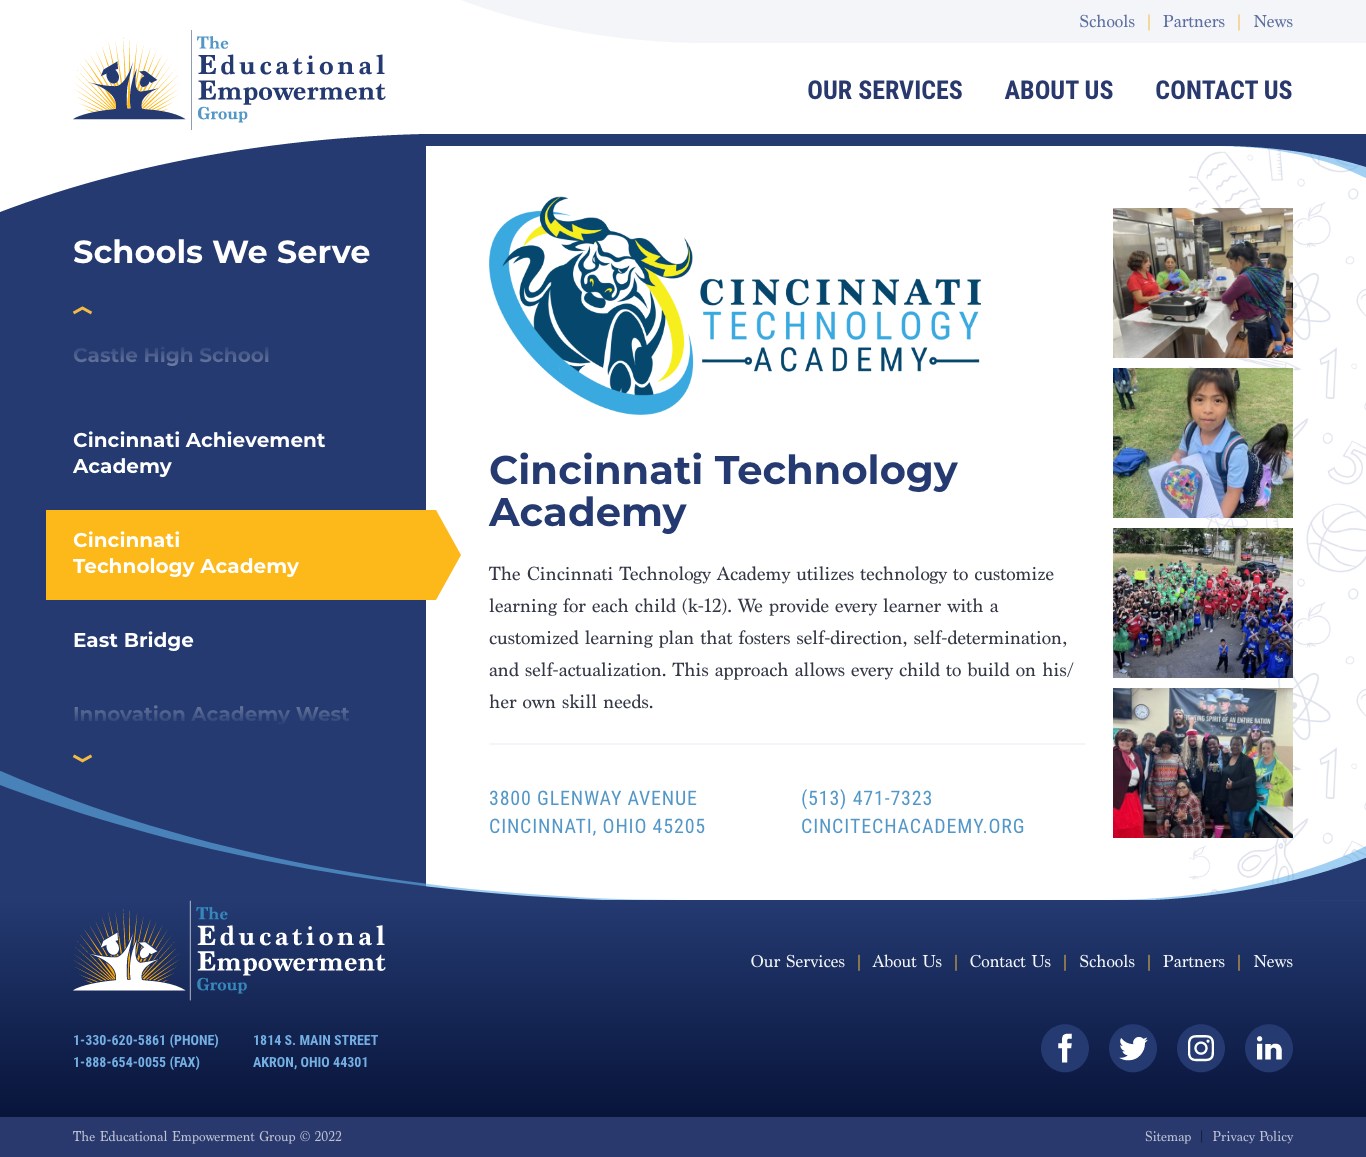 Schools | Partners | News
The
Educational
Empowerment
Group
OUR SERVICES ABOUT US CONTACT US
Schools We Serve
Castle High School
Cincinnati Achievement
Academy
Cincinnati
Technology Academy
East Bridge
Innovation Academy West
CINCINNATI
TECHNOLOGY
ACADEMY
Cincinnati Technology
Academy
The Cincinnati Technology Academy utilizes technology to customize
learning for each child (k-12). We provide every learner with a
customized learning plan that fosters self-direction, self-determination,
and self-actualization. This approach allows every child to build on his/
her own skill needs.
3800 GLENWAY AVENUE
CINCINNATI, OHIO 45205
(513) 471-7323
CINCITECHACADEMY.ORG
SPIRIT OF AN ENTIRE NATION
The
Educational
Empowerment
Group
Our Services | About Us | Contact Us | Schools | Partners | News
1-330-620-5861 (PHONE)
1-888-654-0055 (FAX)
1814 S. MAIN STREET
AKRON, OHIO 44301
The Educational Empowerment Group © 2022
Sitemap | Privacy Policy